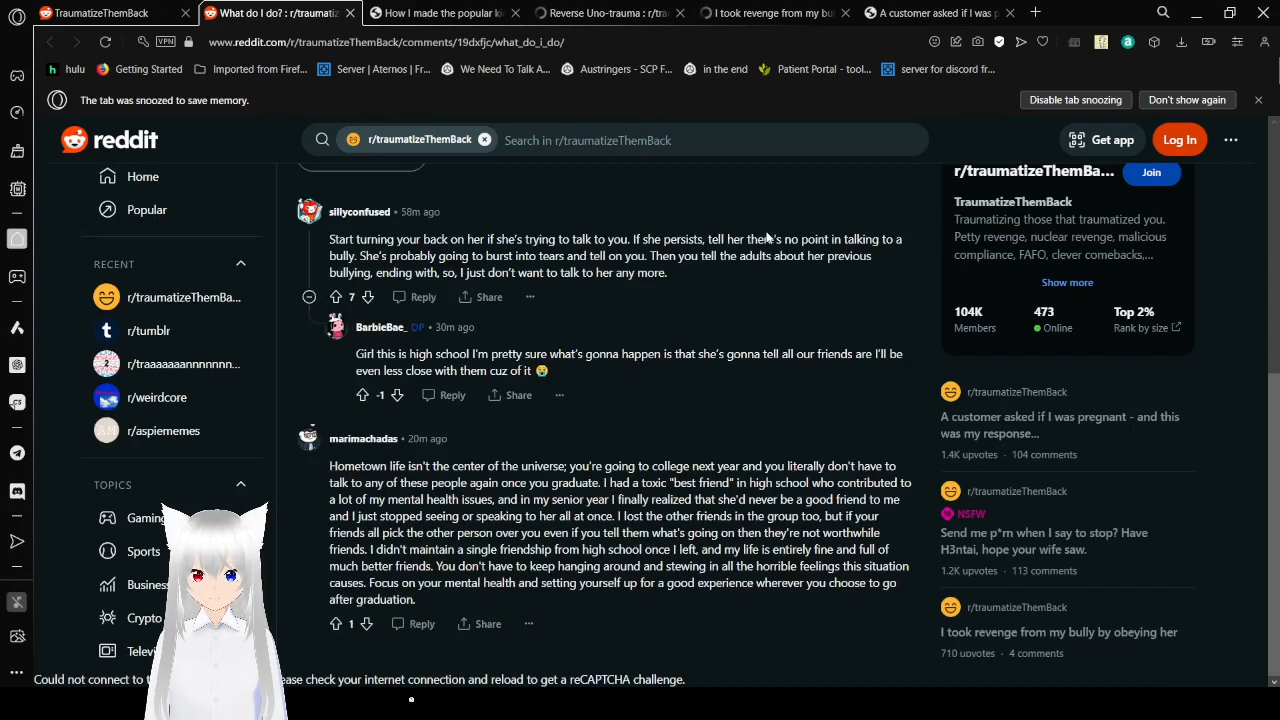 TraumatizeThemBack
What do I do? : r/traumatiz
How I made the popular ki
Reverse Uno-trauma : r/tra
I took revenge from my bul
A customer asked if I was p
VPN
www.reddit.com/r/traumatizeThemBack/comments/19dxfjc/what_do_i_do/
hulu
Getting Started
Imported from Firef...
Server | Aternos | Fr...
We Need To Talk A...
Austringers - SCP F...
in the end
Patient Portal - tool...
server for discord fr...
The tab was snoozed to save memory.
Disable tab snoozing
Don't show again
reddit
r/traumatizeThemBack
Search in r/traumatizeThemBack
Get app
Log In
Home
Popular
RECENT
r/traumatizeThemBa...
r/tumblr
r/traaaaaaannnnnnn...
r/weirdcore
r/aspiememes
TOPICS
Gaming
Sports
Business
Crypto
Televi
sillyconfused • 58m ago
Start turning your back on her if she's trying to talk to you. If she persists, tell her there's no point in talking to a
bully. She's probably going to burst into tears and tell on you. Then you tell the adults about her previous
bullying, ending with, so, I just don't want to talk to her any more.
7 Reply Share
BarbieBae_ OP • 30m ago
Girl this is high school I'm pretty sure what's gonna happen is that she's gonna tell all our friends are I'll be
even less close with them cuz of it 😭
-1 Reply Share
marimachadas • 20m ago
Hometown life isn't the center of the universe; you're going to college next year and you literally don't have to
talk to any of these people again once you graduate. I had a toxic "best friend" in high school who contributed to
a lot of my mental health issues, and in my senior year I finally realized that she'd never be a good friend to me
and I just stopped seeing or speaking to her all at once. I lost the other friends in the group too, but if your
friends all pick the other person over you even if you tell them what's going on then they're not worthwhile
friends. I didn't maintain a single friendship from high school once I left, and my life is entirely fine and full of
much better friends. You don't have to keep hanging around and stewing in all the horrible feelings this situation
causes. Focus on your mental health and setting yourself up for a good experience wherever you choose to go
after graduation.
1 Reply Share
r/traumatizeThemBa...
Join
TraumatizeThemBack
Traumatizing those that traumatized you.
Petty revenge, nuclear revenge, malicious
compliance, FAFO, clever comebacks,...
Show more
104K 473 Top 2%
Members Online Rank by size
r/traumatizeThemBack
A customer asked if I was pregnant - and this
was my response...
1.4K upvotes • 104 comments
r/traumatizeThemBack
18 NSFW
Send me p*rn when I say to stop? Have
H3ntai, hope your wife saw.
1.2K upvotes • 113 comments
r/traumatizeThemBack
I took revenge from my bully by obeying her
710 upvotes • 4 comments
Could not connect to t ease check your internet connection and reload to get a reCAPTCHA challenge.